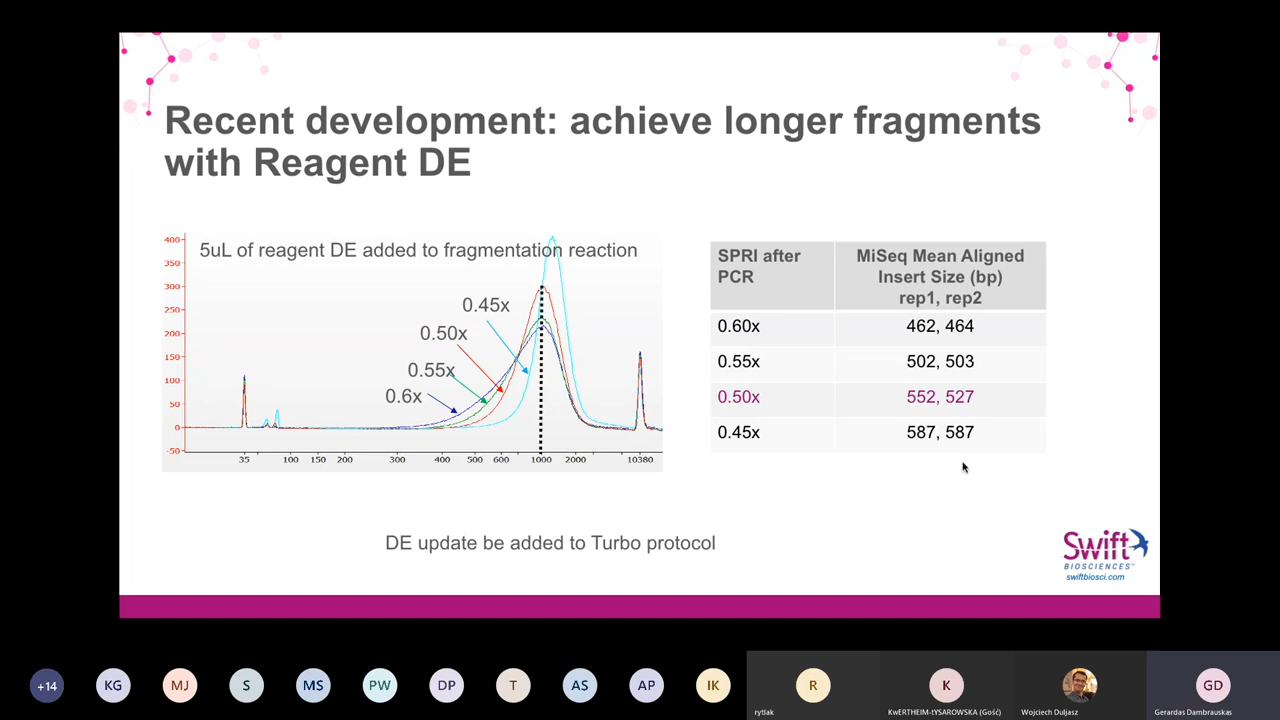 Recent development: achieve longer fragments
with Reagent DE
5uL of reagent DE added to fragmentation reaction
400
350
300
250
200
150
100
50
0
-50
0.45x
0.50x
0.55x
0.6x
35 100 150 200 300 400 500 600 1000 2000 10380
SPRI after
PCR
MiSeq Mean Aligned
Insert Size (bp)
rep1, rep2
0.60x 462, 464
0.55x 502, 503
0.50x 552, 527
0.45x 587, 587
DE update be added to Turbo protocol
Swift
BIOSCIENCES™
swiftbiosci.com
+14 KG MJ S MS PW DP T AS AP IK R K GD
rytlak KwERTHEIM-tYSAROWSKA (Gość) Wojciech Duljasz Gerardas Dambrauskas